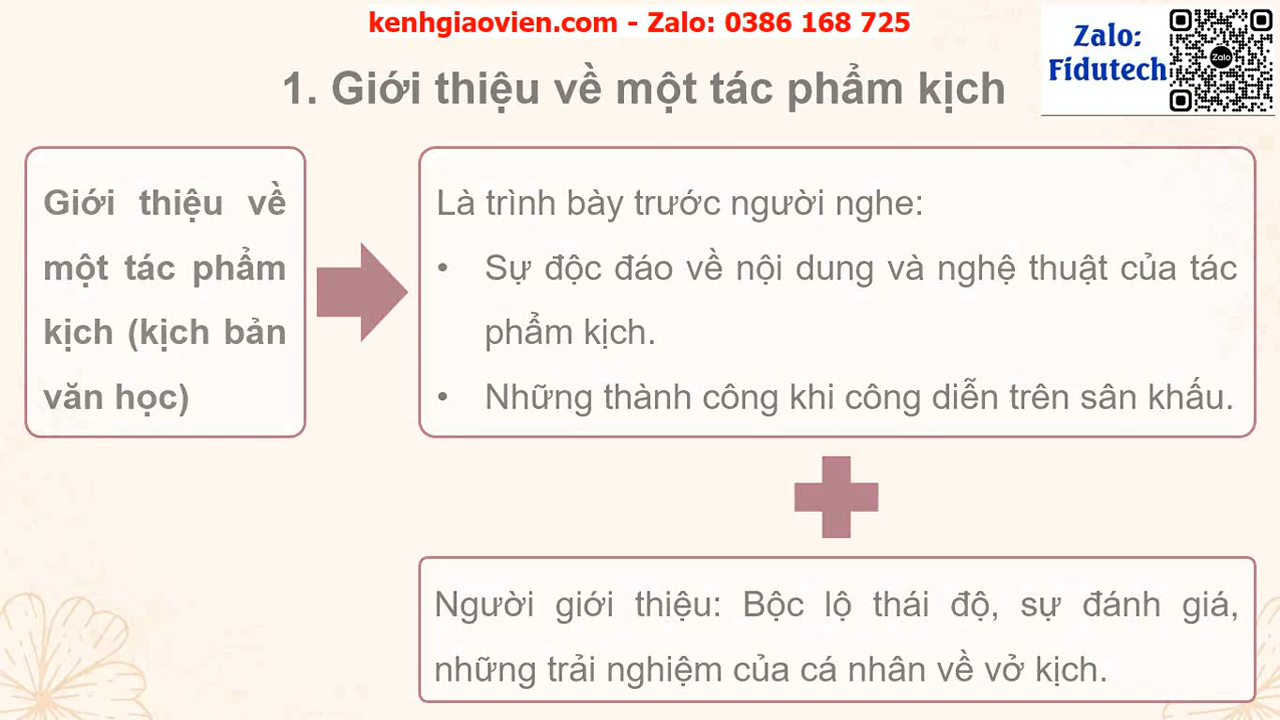 kenhgiaovien.com - Zalo: 0386 168 725
Zalo:
Fidutech
Zalo
1. Giới thiệu về một tác phẩm kịch
Giới thiệu về
một tác phẩm
kịch (kịch bản
văn học)
Là trình bày trước người nghe:
• Sự độc đáo về nội dung và nghệ thuật của tác
phẩm kịch.
• Những thành công khi công diễn trên sân khấu.
Người giới thiệu: Bộc lộ thái độ, sự đánh giá,
những trải nghiệm của cá nhân về vở kịch.